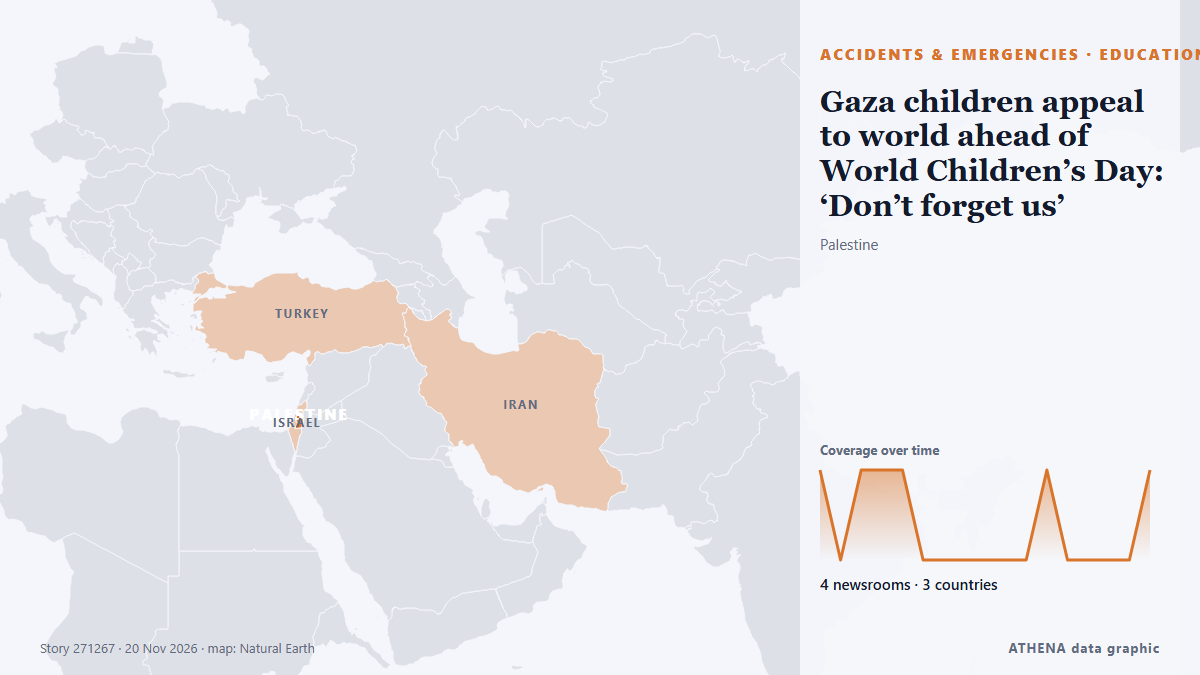 ACCIDENTS & EMERGENCIES · EDUCATION
Gaza children appeal
to world ahead of
World Children’s Day:
‘Don’t forget us’
Palestine
TURKEY
IRAN
PALESTINE
ISRAEL
Coverage over time
4 newsrooms · 3 countries
Story 271267 · 20 Nov 2026 · map: Natural Earth
ATHENA data graphic